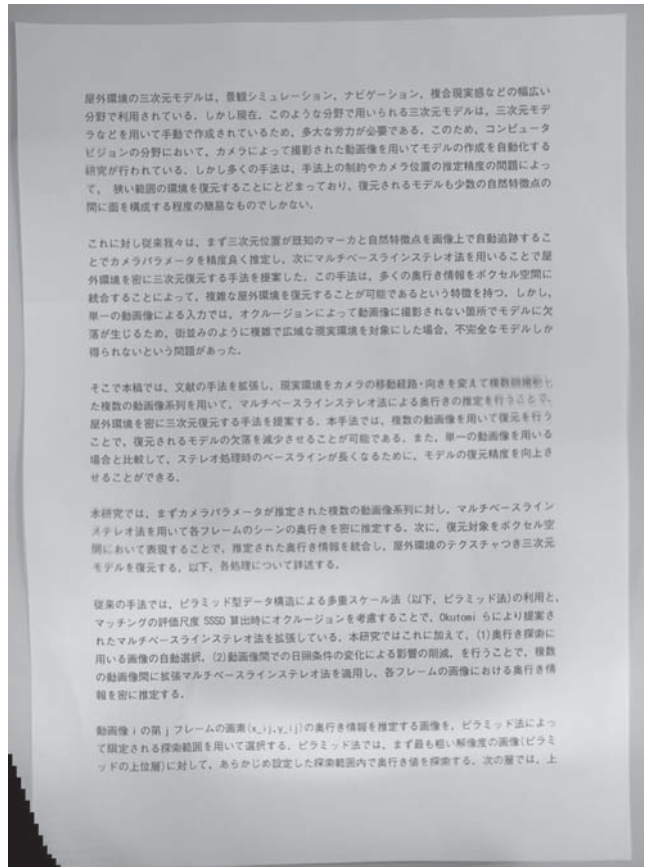 屋外環境の三次元モデルは，景観シミュレーション，ナビゲーション，複合現実感などの幅広い
分野で利用されている．しかし現在，このような分野で用いられる三次元モデルは，三次元モデ
ラなどを用いて手動で作成されているため，多大な労力が必要である．このため，コンピュータ
ビジョンの分野において，カメラによって撮影された動画像を用いてモデルの作成を自動化する
研究が行われている．しかし多くの手法は，手法上の制約やカメラ位置の推定精度の問題によっ
て， 狭い範囲の環境を復元することにとどまっており，復元されるモデルも少数の自然特徴点の
間に面を構成する程度の簡易なものでしかない．
これに対し従来我々は，まず三次元位置が既知のマーカと自然特徴点を画像上で自動追跡するこ
とでカメラパラメータを精度良く推定し，次にマルチベースラインステレオ法を用いることで屋
外環境を密に三次元復元する手法を提案した．この手法は，多くの奥行き情報をボクセル空間に
統合することによって，複雑な屋外環境を復元することが可能であるという特徴を持つ．しかし，
単一の動画像による入力では，オクルージョンによって動画像に撮影されない箇所でモデルに欠
落が生じるため，街並みのように複雑で広域な現実環境を対象にした場合，不完全なモデルしか
得られないという問題があった．
そこで本稿では，文献の手法を拡張し，現実環境をカメラの移動経路・向きを変えて複数回撮影し
た複数の動画像系列を用いて，マルチベースラインステレオ法による奥行きの推定を行うことで，
屋外環境を密に三次元復元する手法を提案する．本手法では，複数の動画像を用いて復元を行う
ことで，復元されるモデルの欠落を減少させることが可能である．また，単一の動画像を用いる
場合と比較して，ステレオ処理時のベースラインが長くなるために，モデルの復元精度を向上さ
せることができる．
本研究では，まずカメラパラメータが推定された複数の動画像系列に対し，マルチベースライン
ステレオ法を用いて各フレームのシーンの奥行きを密に推定する．次に，復元対象をボクセル空
間において表現することで，推定された奥行き情報を統合し，屋外環境のテクスチャつき三次元
モデルを復元する．以下，各処理について詳述する．
従来の手法では，ピラミッド型データ構造による多重スケール法（以下，ピラミッド法）の利用と，
マッチングの評価尺度 SSSD 算出時にオクルージョンを考慮することで，Okutomi らにより提案さ
れたマルチベースラインステレオ法を拡張している．本研究ではこれに加えて，(1)奥行き探索に
用いる画像の自動選択，(2)動画像間での日照条件の変化による影響の削減，を行うことで，複数
の動画像間に拡張マルチベースラインステレオ法を適用し，各フレームの画像における奥行き情
報を密に推定する．
動画像 i の第 j フレームの画素(x_ij,y_ij)の奥行き情報を推定する画像を，ピラミッド法によっ
て限定される探索範囲を用いて選択する．ピラミッド法では，まず最も粗い解像度の画像(ピラミ
ッドの上位層)に対して，あらかじめ設定した探索範囲内で奥行き値を探索する．次の層では，上